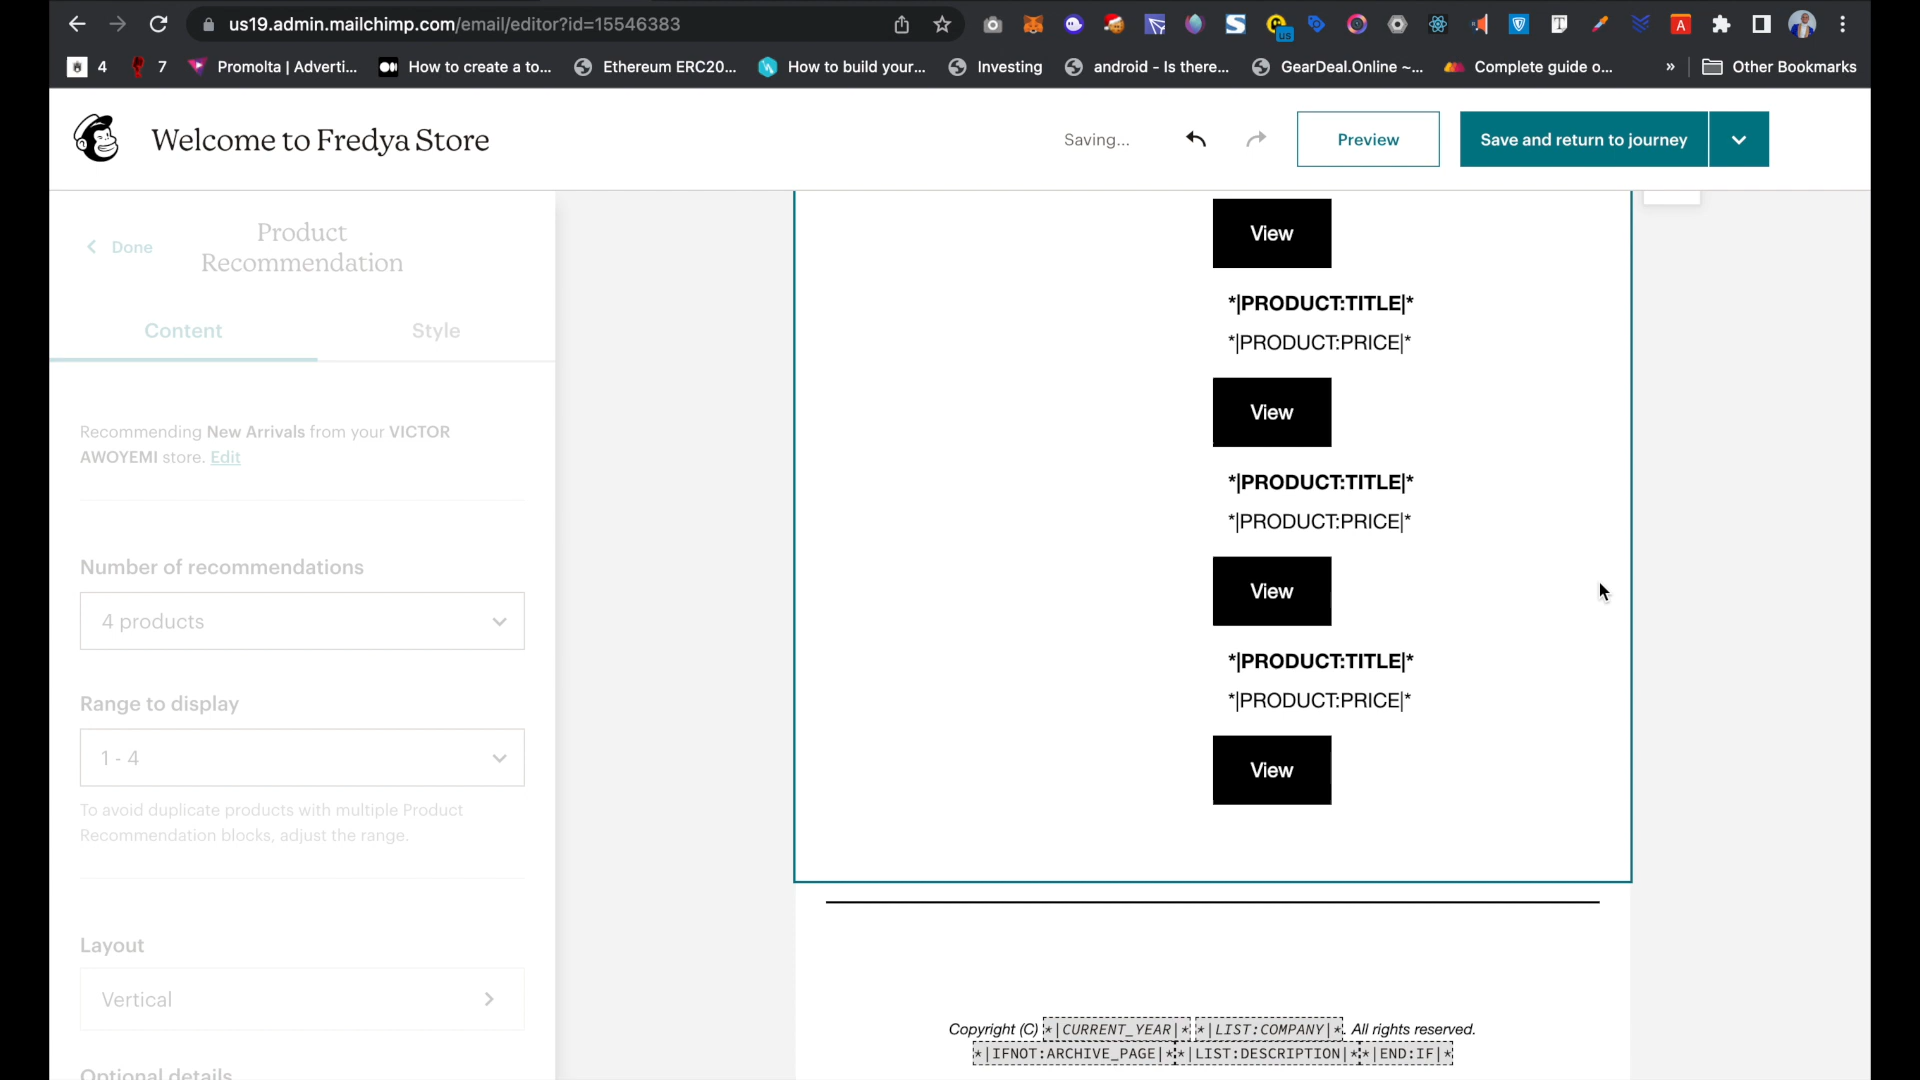 us19.admin.mailchimp.com/email/editor?id=15546383
us
4
7
Promolta | Adverti...
How to create a to...
Ethereum ERC20...
How to build your...
Investing
android - Is there...
GearDeal.Online ~...
Complete guide o...
»
Other Bookmarks
Welcome to Fredya Store
Saving...
Preview
Save and return to journey
Done
Product
Recommendation
Content
Style
Recommending New Arrivals from your VICTOR
AWOYEMI store. Edit
Number of recommendations
4 products
Range to display
1 - 4
To avoid duplicate products with multiple Product
Recommendation blocks, adjust the range.
Layout
Vertical
Optional details
View
*|PRODUCT:TITLE|*
*|PRODUCT:PRICE|*
View
*|PRODUCT:TITLE|*
*|PRODUCT:PRICE|*
View
*|PRODUCT:TITLE|*
*|PRODUCT:PRICE|*
View
Copyright (C) *|CURRENT_YEAR|* *|LIST:COMPANY|*. All rights reserved.
*|IFNOT:ARCHIVE_PAGE|**|LIST:DESCRIPTION|**|END:IF|*